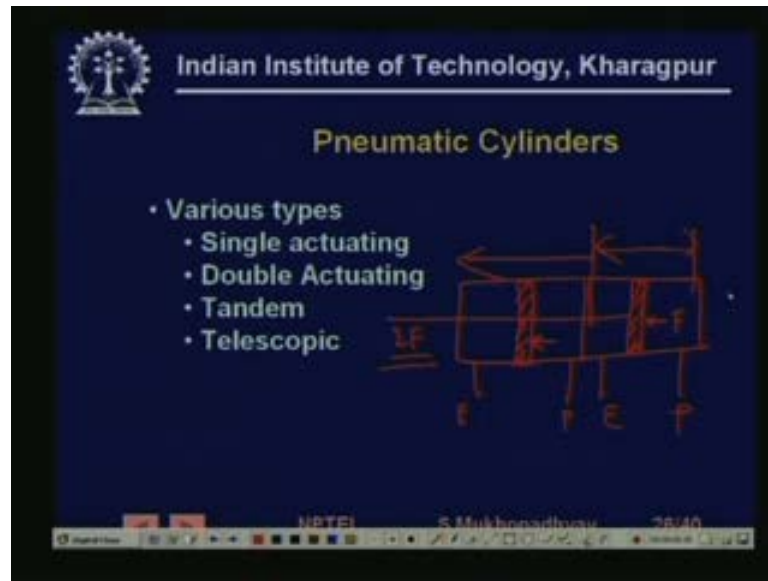 Indian Institute of Technology, Kharagpur
Pneumatic Cylinders
• Various types
• Single actuating
• Double Actuating
• Tandem
• Telescopic
F
2F
E P E P
NPTEL S.Mukhopadhyay 26/40